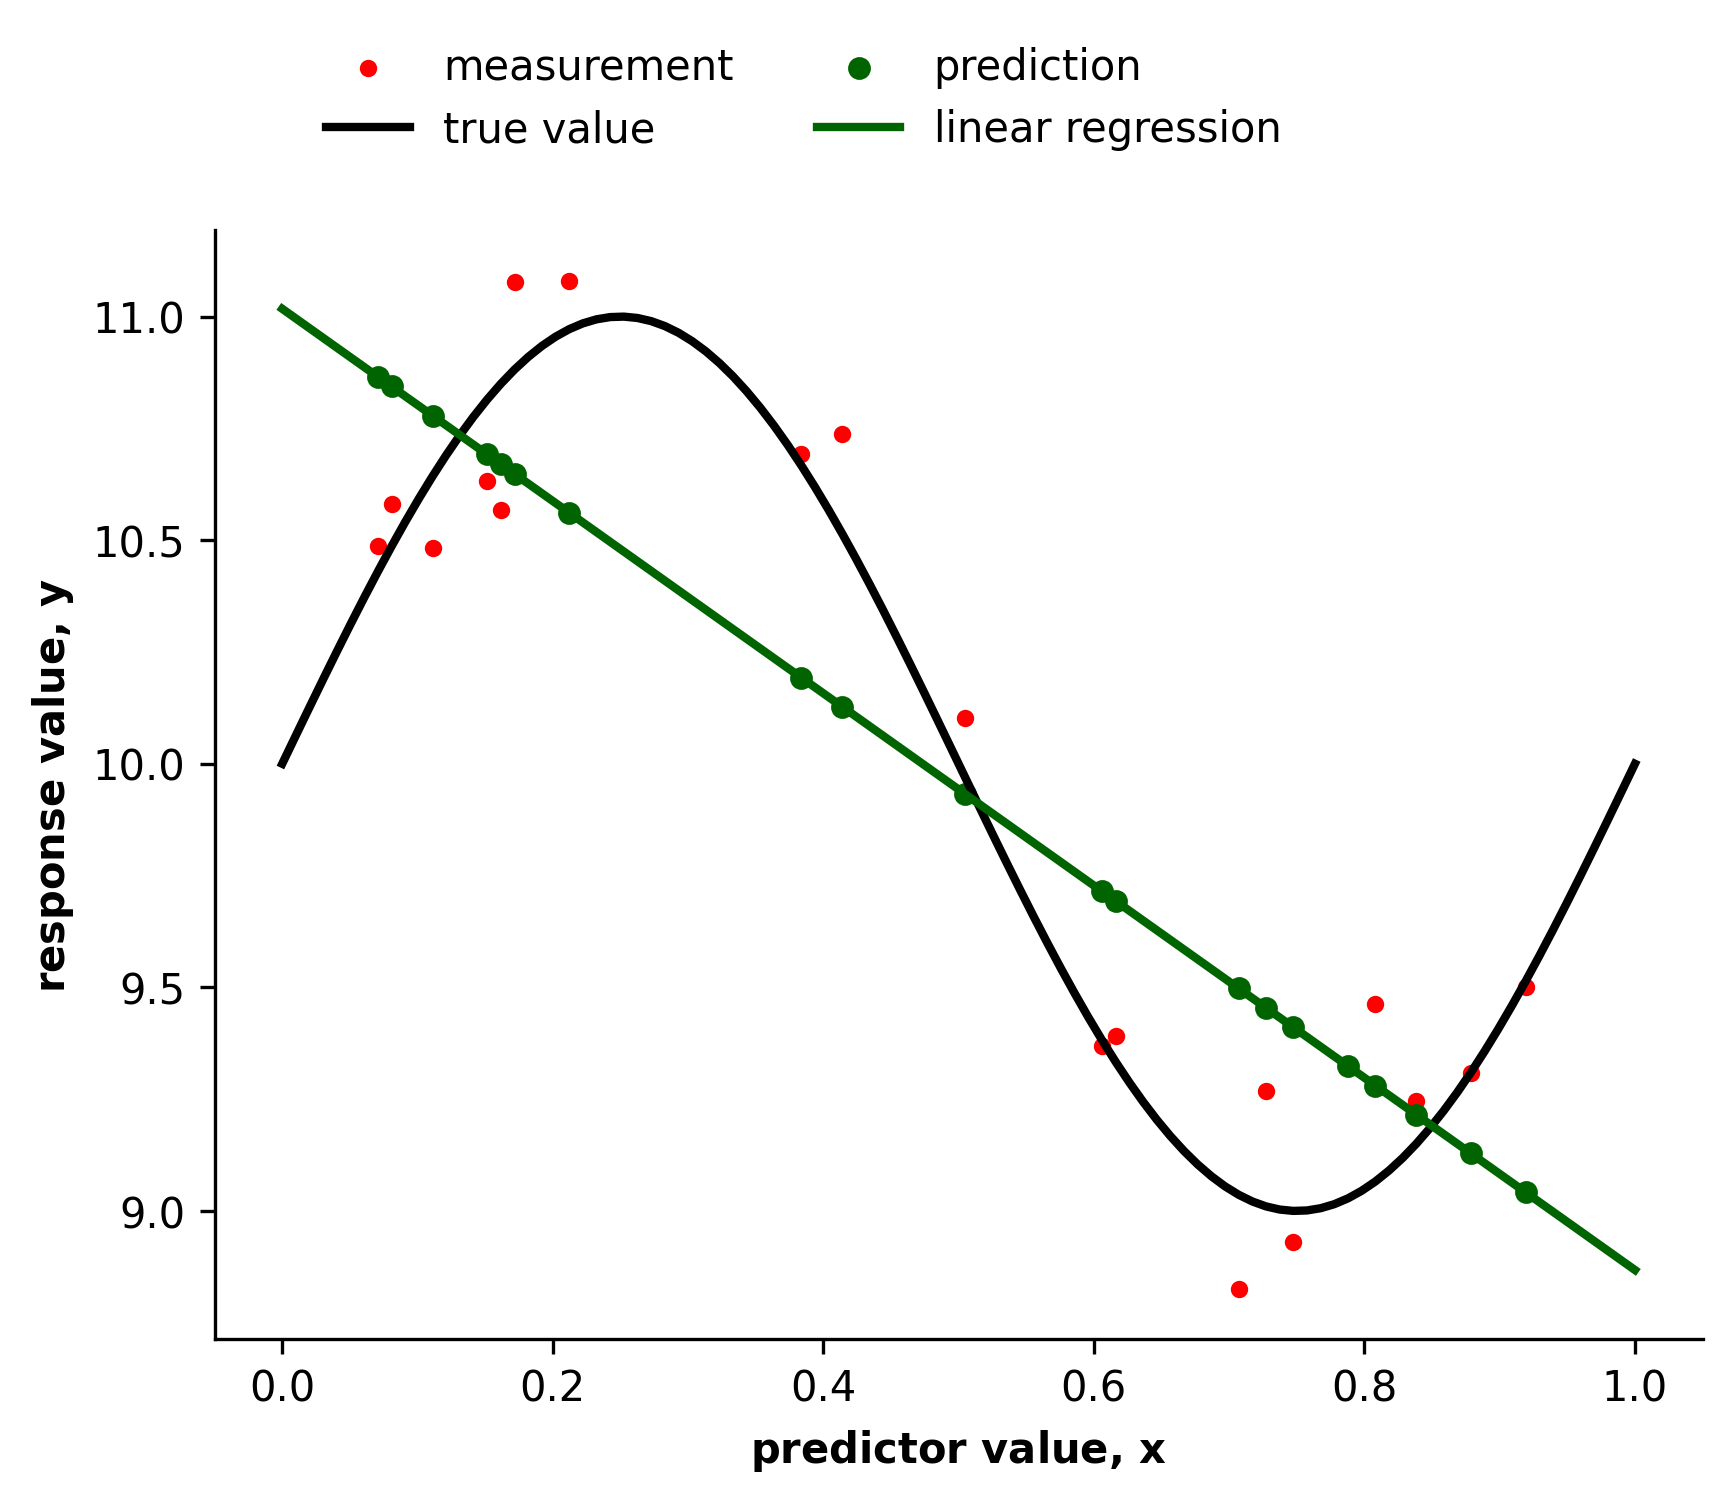 measurement
true value
prediction
linear regression
11.0
10.5
10.0
9.5
9.0
response value, y
0.0 0.2 0.4 0.6 0.8 1.0
predictor value, x